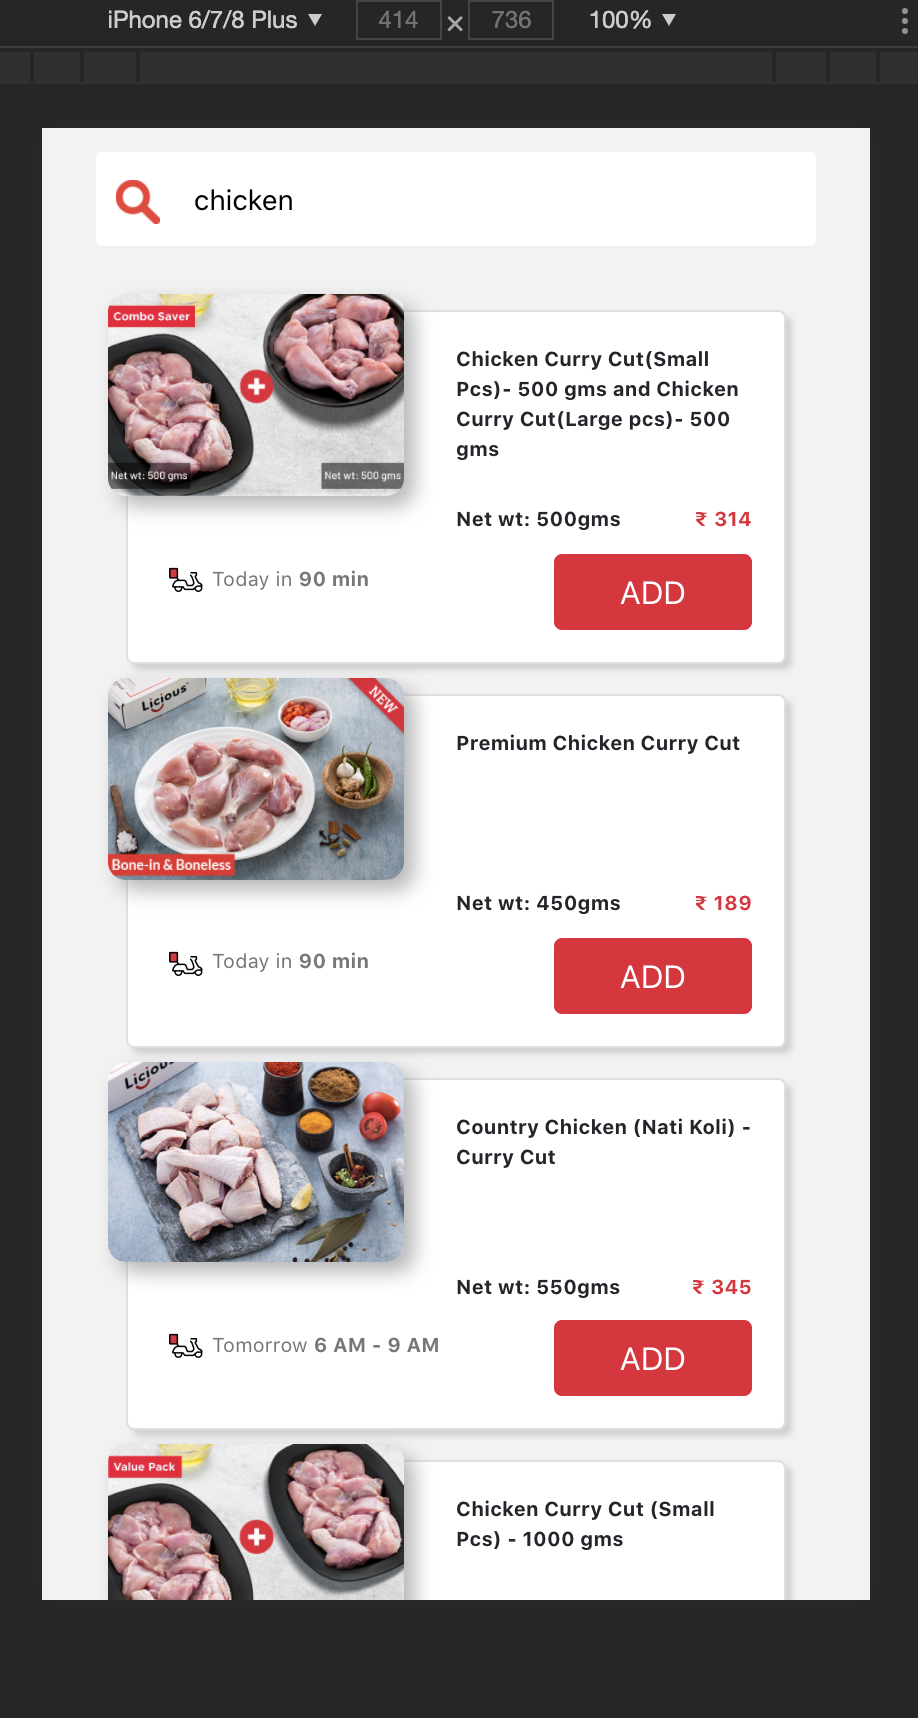 iPhone 6/7/8 Plus ▼ 414 × 736 100% ▼
chicken
Combo Saver
Net wt: 500 gms
Net wt: 500 gms
Chicken Curry Cut(Small
Pcs)- 500 gms and Chicken
Curry Cut(Large pcs)- 500
gms
Net wt: 500gms ₹ 314
Today in 90 min
ADD
Licious
NEW
Bone-in & Boneless
Premium Chicken Curry Cut
Net wt: 450gms ₹ 189
Today in 90 min
ADD
Licious
Country Chicken (Nati Koli) -
Curry Cut
Net wt: 550gms ₹ 345
Tomorrow 6 AM - 9 AM
ADD
Value Pack
Chicken Curry Cut (Small
Pcs) - 1000 gms